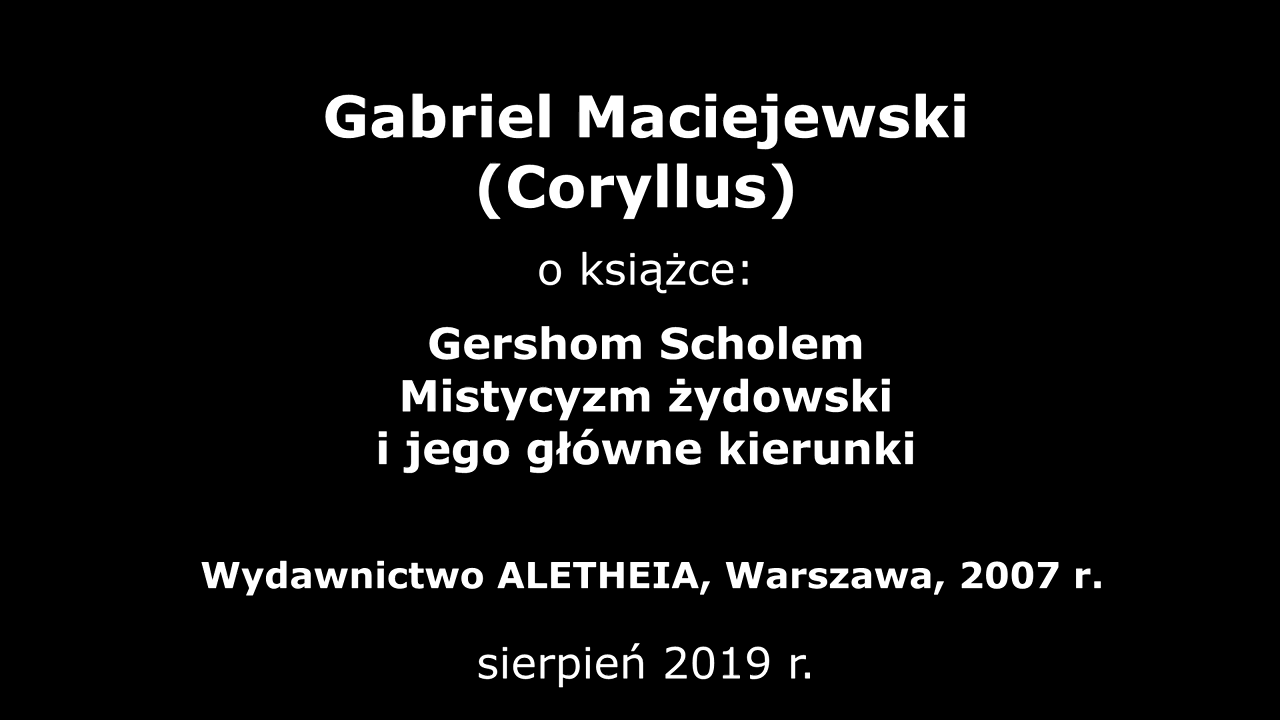 Gabriel Maciejewski
(Coryllus)
o książce:
Gershom Scholem
Mistycyzm żydowski
i jego główne kierunki
Wydawnictwo ALETHEIA, Warszawa, 2007 r.
sierpień 2019 r.